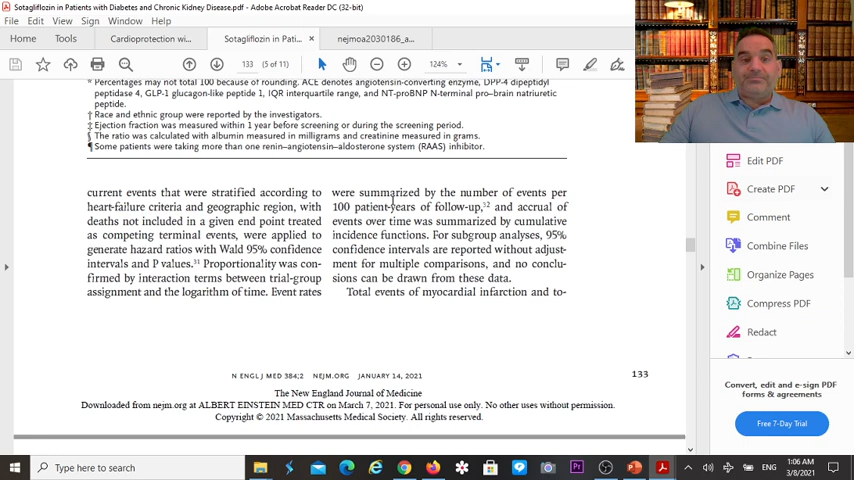 Sotagliflozin in Patients with Diabetes and Chronic Kidney Disease.pdf - Adobe Acrobat Reader DC (32-bit)
File Edit View Sign Window Help
Home Tools Cardioprotection wi... Sotagliflozin in Pati... × nejmoa2030186_a...
133 (5 of 11) 124%
* Percentages may not total 100 because of rounding. ACE denotes angiotensin-converting enzyme, DPP-4 dipeptidyl
peptidase 4, GLP-1 glucagon-like peptide 1, IQR interquartile range, and NT-proBNP N-terminal pro–brain natriuretic
peptide.
† Race and ethnic group were reported by the investigators.
‡ Ejection fraction was measured within 1 year before screening or during the screening period.
§ The ratio was calculated with albumin measured in milligrams and creatinine measured in grams.
¶ Some patients were taking more than one renin–angiotensin–aldosterone system (RAAS) inhibitor.
current events that were stratified according to
heart-failure criteria and geographic region, with
deaths not included in a given end point treated
as competing terminal events, were applied to
generate hazard ratios with Wald 95% confidence
intervals and P values.31 Proportionality was con-
firmed by interaction terms between trial-group
assignment and the logarithm of time. Event rates
were summarized by the number of events per
100 patient-years of follow-up,32 and accrual of
events over time was summarized by cumulative
incidence functions. For subgroup analyses, 95%
confidence intervals are reported without adjust-
ment for multiple comparisons, and no conclu-
sions can be drawn from these data.
Total events of myocardial infarction and to-
N ENGL J MED 384;2 NEJM.ORG JANUARY 14, 2021
133
The New England Journal of Medicine
Downloaded from nejm.org at ALBERT EINSTEIN MED CTR on March 7, 2021. For personal use only. No other uses without permission.
Copyright © 2021 Massachusetts Medical Society. All rights reserved.
Edit PDF
Create PDF
Comment
Combine Files
Organize Pages
Compress PDF
Redact
Convert, edit and e-sign PDF
forms & agreements
Free 7-Day Trial
Type here to search
ENG
1:06 AM
3/8/2021